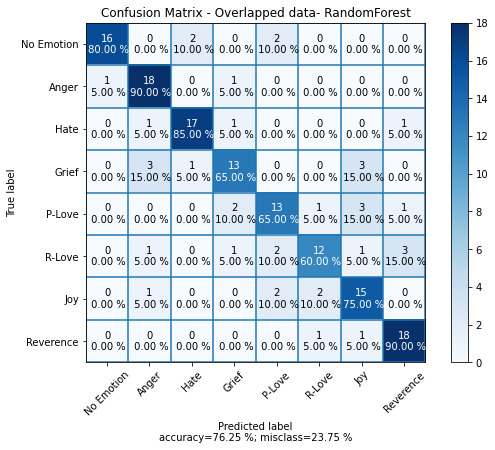 Confusion Matrix - Overlapped data- RandomForest
No Emotion 16 0 2 0 2 0 0 0
80.00 % 0.00 % 10.00 % 0.00 % 10.00 % 0.00 % 0.00 % 0.00 %
Anger 1 18 0 1 0 0 0 0
5.00 % 90.00 % 0.00 % 5.00 % 0.00 % 0.00 % 0.00 % 0.00 %
Hate 0 1 17 1 0 0 0 1
0.00 % 5.00 % 85.00 % 5.00 % 0.00 % 0.00 % 0.00 % 5.00 %
Grief 0 3 1 13 0 0 3 0
0.00 % 15.00 % 5.00 % 65.00 % 0.00 % 0.00 % 15.00 % 0.00 %
P-Love 0 0 0 2 13 1 3 1
0.00 % 0.00 % 0.00 % 10.00 % 65.00 % 5.00 % 15.00 % 5.00 %
R-Love 0 1 0 1 2 12 1 3
0.00 % 5.00 % 0.00 % 5.00 % 10.00 % 60.00 % 5.00 % 15.00 %
Joy 0 1 0 0 2 2 15 0
0.00 % 5.00 % 0.00 % 0.00 % 10.00 % 10.00 % 75.00 % 0.00 %
Reverence 0 0 0 0 0 1 1 18
0.00 % 0.00 % 0.00 % 0.00 % 0.00 % 5.00 % 5.00 % 90.00 %
True label
No Emotion Anger Hate Grief P-Love R-Love Joy Reverence
Predicted label
accuracy=76.25 %; misclass=23.75 %
18
16
14
12
10
8
6
4
2
0